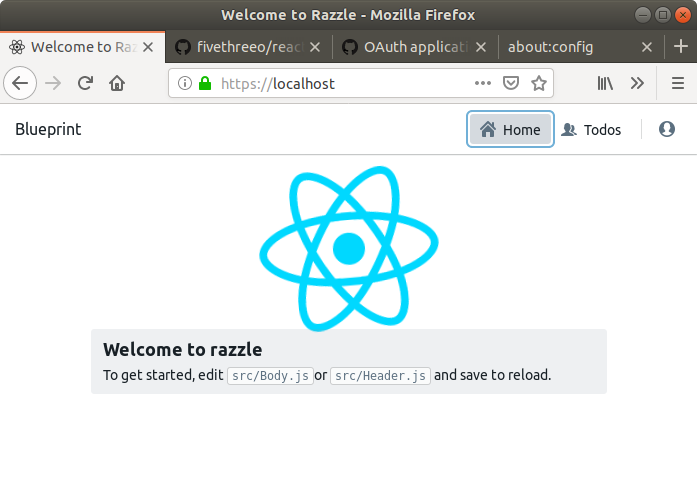 Welcome to Razzle - Mozilla Firefox
Welcome to Raz
fivethreeo/reac
OAuth applicat
about:config
https://localhost
Blueprint
Home
Todos
Welcome to razzle
To get started, edit src/Body.js or src/Header.js and save to reload.